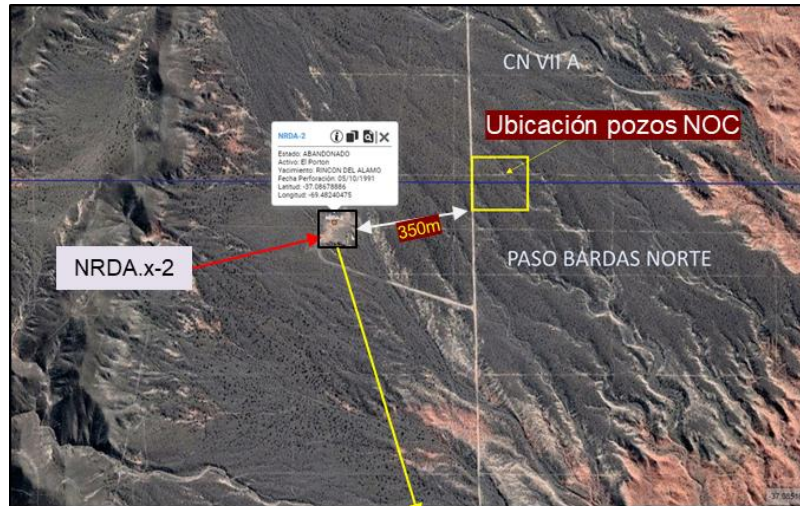 CN VII A
Ubicación pozos NOC
NRDA-2
Estado: ABANDONADO
Activo: El Porton
Yacimiento: RINCON DEL ALAMO
Fecha Perforación: 05/10/1991
Latitud: -37.08678886
Longitud: -69.48240475
350m
NRDA.x-2
PASO BARDAS NORTE